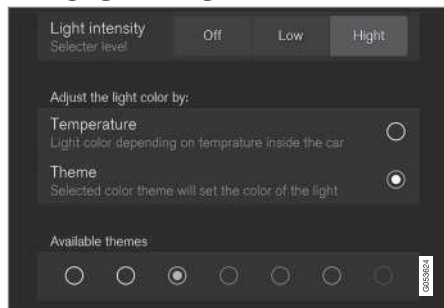 Light intensity
Off Low Hight
Selecter level
Adjust the light color by:
Temperature
Light color depending on temprature inside the car
Theme
Selected color theme will set the color of the light
Available themes
G053624